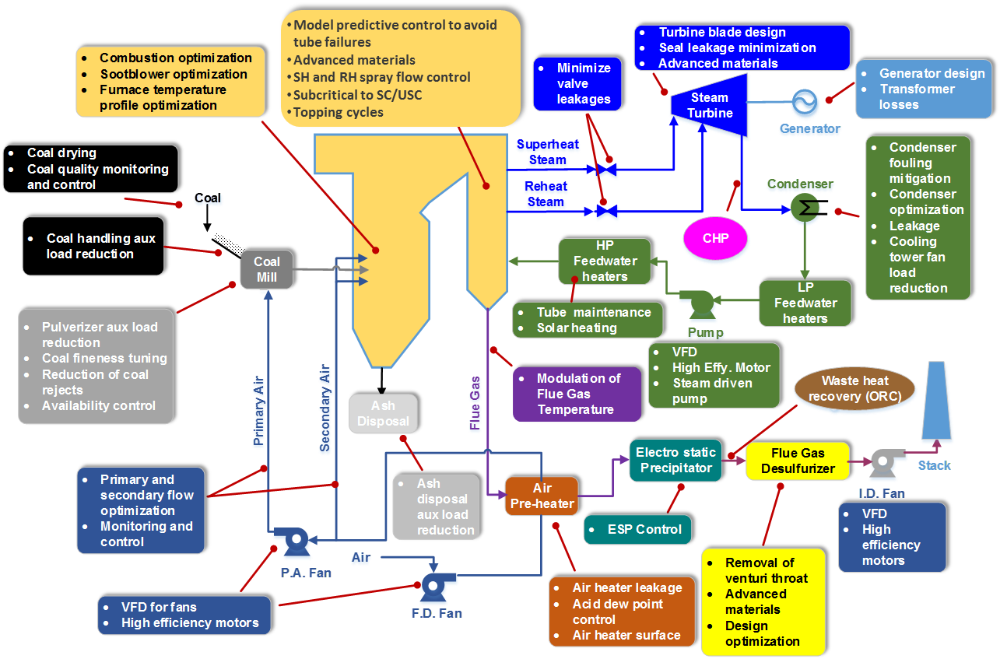 • Model predictive control to avoid
tube failures
• Advanced materials
• SH and RH spray flow control
• Subcritical to SC/USC
• Topping cycles
• Combustion optimization
• Sootblower optimization
• Furnace temperature
profile optimization
• Minimize
valve
leakages
• Turbine blade design
• Seal leakage minimization
• Advanced materials
Steam
Turbine
Generator
• Generator design
• Transformer
losses
• Coal drying
• Coal quality monitoring
and control
Coal
• Coal handling aux
load reduction
Coal
Mill
Superheat
Steam
Reheat
Steam
CHP
Condenser
• Condenser
fouling
mitigation
• Condenser
optimization
• Leakage
• Cooling
tower fan
load
reduction
HP
Feedwater
heaters
LP
Feedwater
heaters
Pump
• Tube maintenance
• Solar heating
• VFD
• High Effy. Motor
• Steam driven
pump
• Pulverizer aux load
reduction
• Coal fineness tuning
• Reduction of coal
rejects
• Availability control
Primary Air
Secondary Air
Ash
Disposal
Flue Gas
• Modulation of
Flue Gas
Temperature
Waste heat
recovery (ORC)
• Primary and
secondary flow
optimization
• Monitoring and
control
• Ash
disposal
aux load
reduction
Air
Pre-heater
Electro static
Precipitator
Flue Gas
Desulfurizer
I.D. Fan
Stack
• ESP Control
• VFD
• High
efficiency
motors
P.A. Fan
Air
F.D. Fan
• VFD for fans
• High efficiency motors
• Air heater leakage
• Acid dew point
control
• Air heater surface
• Removal of
venturi throat
• Advanced
materials
• Design
optimization